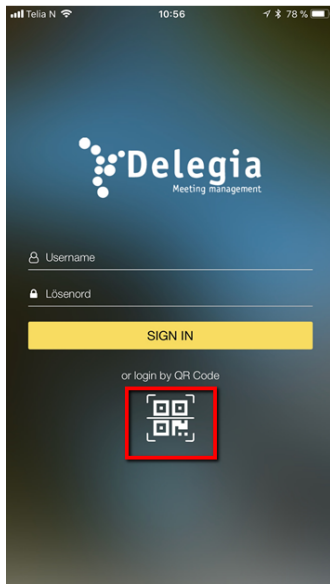 Telia N 10:56 78 %
Delegia
Meeting management
Username
Lösenord
SIGN IN
or login by QR Code